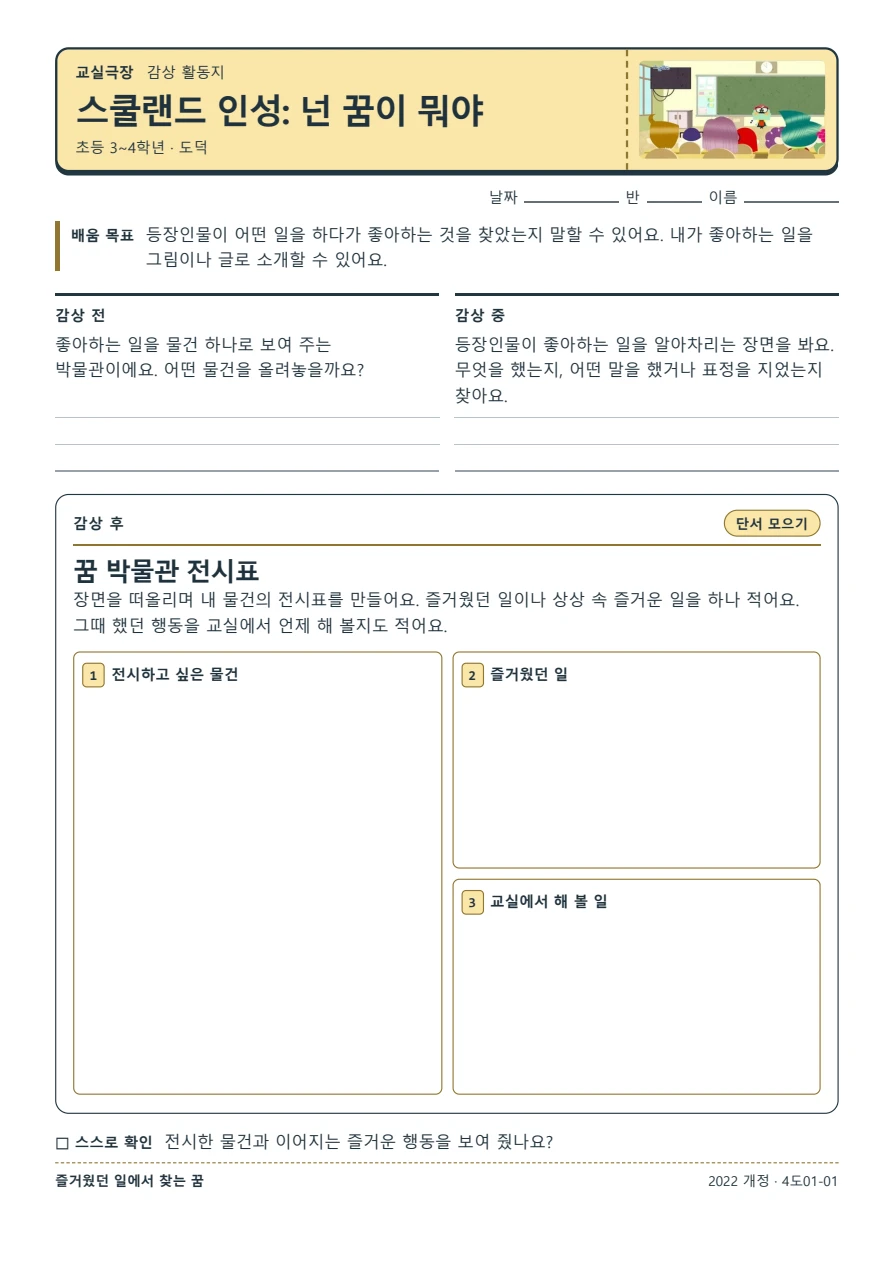 교실극장 감상 활동지
스쿨랜드 인성: 넌 꿈이 뭐야
초등 3~4학년 · 도덕
날짜 반 이름
배움 목표 등장인물이 어떤 일을 하다가 좋아하는 것을 찾았는지 말할 수 있어요. 내가 좋아하는 일을
그림이나 글로 소개할 수 있어요.
감상 전
좋아하는 일을 물건 하나로 보여 주는
박물관이에요. 어떤 물건을 올려놓을까요?
감상 중
등장인물이 좋아하는 일을 알아차리는 장면을 봐요.
무엇을 했는지, 어떤 말을 했거나 표정을 지었는지
찾아요.
감상 후
단서 모으기
꿈 박물관 전시표
장면을 떠올리며 내 물건의 전시표를 만들어요. 즐거웠던 일이나 상상 속 즐거운 일을 하나 적어요.
그때 했던 행동을 교실에서 언제 해 볼지도 적어요.
1 전시하고 싶은 물건
2 즐거웠던 일
3 교실에서 해 볼 일
□ 스스로 확인 전시한 물건과 이어지는 즐거운 행동을 보여 줬나요?
즐거웠던 일에서 찾는 꿈
2022 개정 · 4도01-01